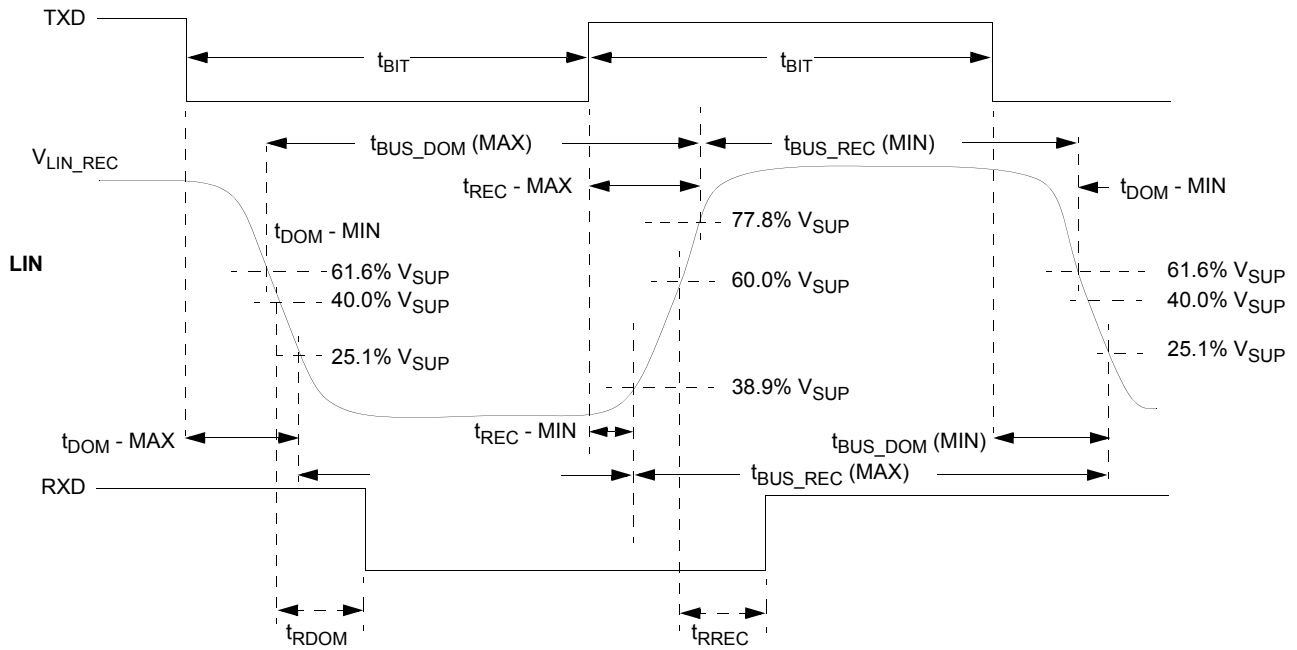 TXD
tBIT tBIT
tBUS_DOM (MAX) tBUS_REC (MIN)
VLIN_REC
tREC - MAX tDOM - MIN
77.8% VSUP
tDOM - MIN
LIN
61.6% VSUP 60.0% VSUP 61.6% VSUP
40.0% VSUP 40.0% VSUP
25.1% VSUP 25.1% VSUP
38.9% VSUP
tDOM - MAX tREC - MIN tBUS_DOM (MIN)
tBUS_REC (MAX)
RXD
tRDOM tRREC